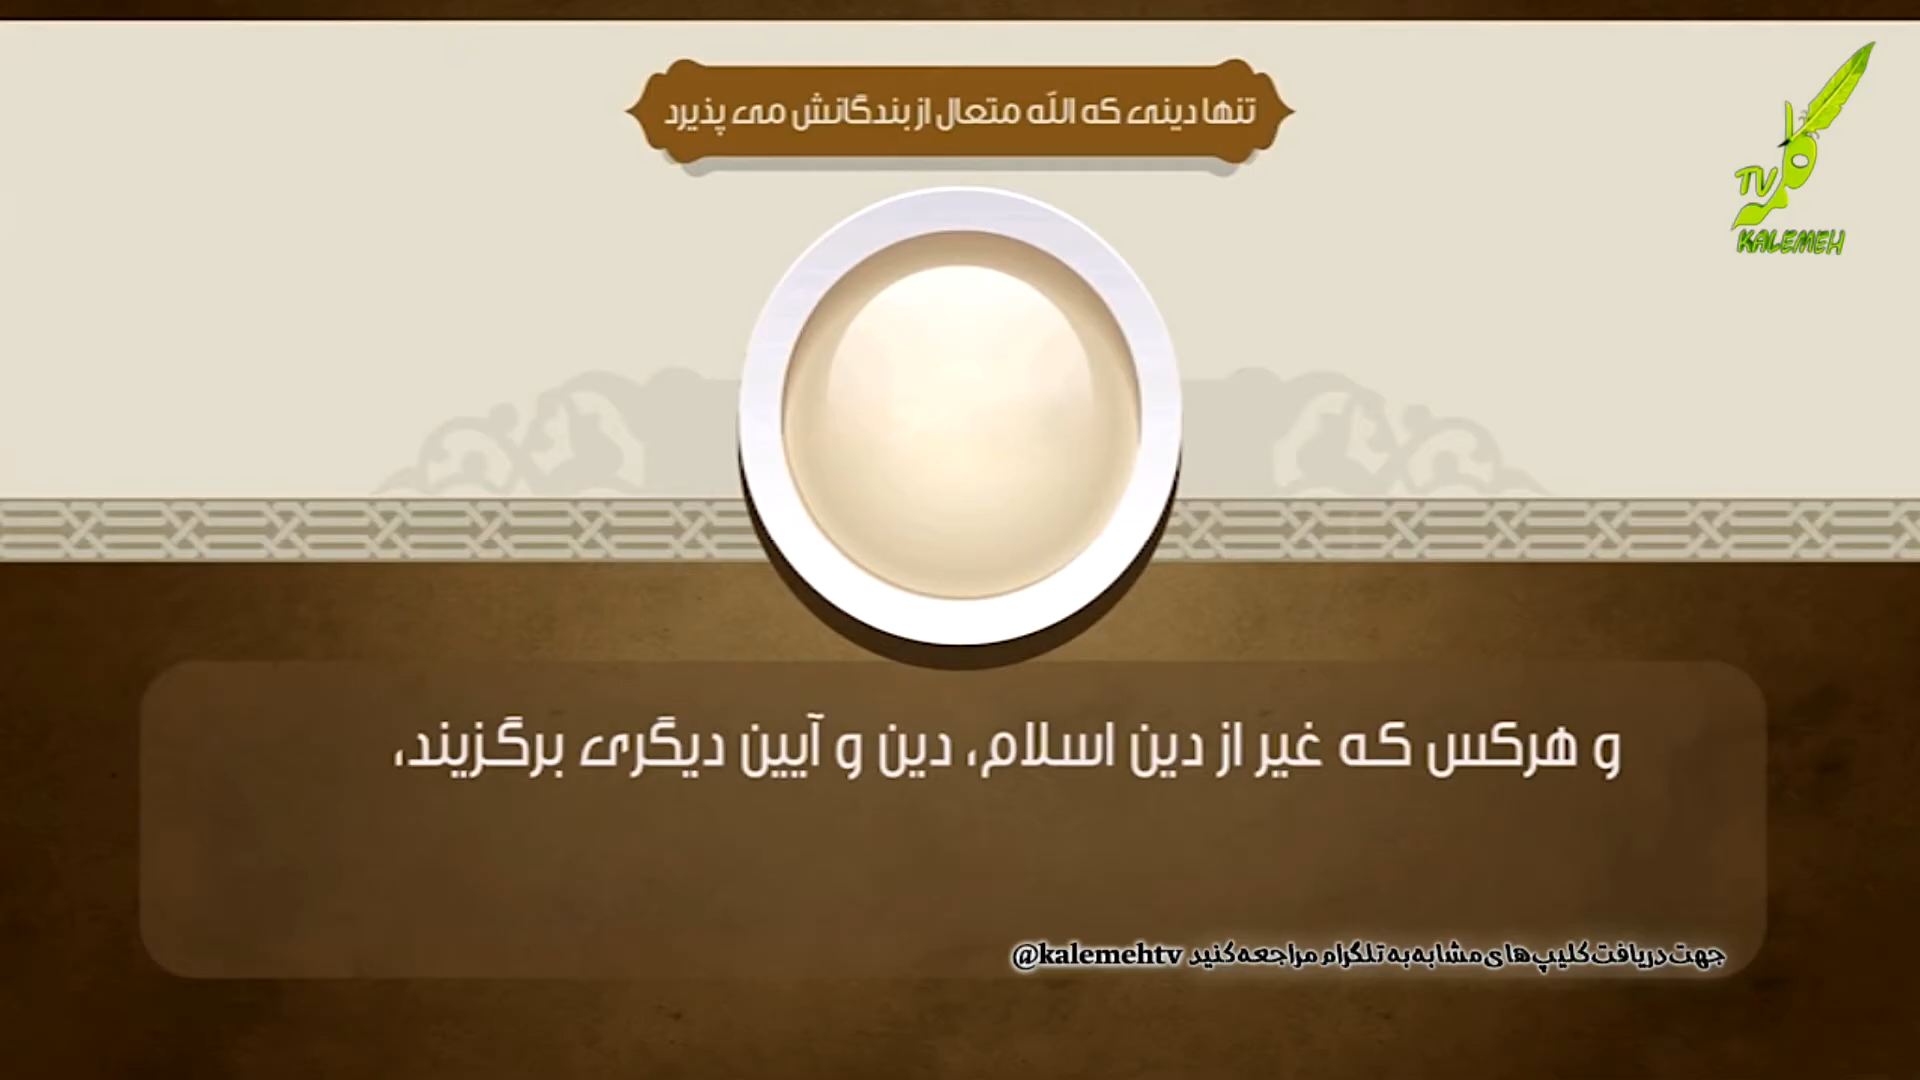 تنها دینی که الله متعال از بندگانش می پذیرد
TV
KALEMEH
و هرکس که غیر از دین اسلام، دین و آیین دیگری برگزیند،
جهت دریافت کلیپ های مشابه به تلگرام مراجعه کنید @kalemehtv